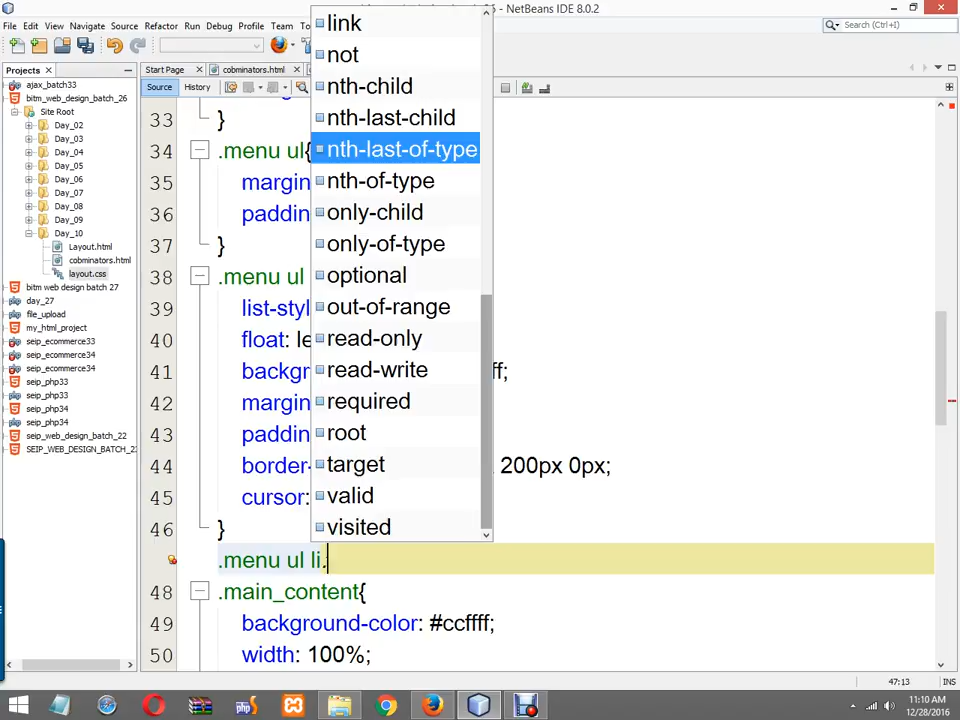 NetBeans IDE 8.0.2
File Edit View Navigate Source Refactor Run Debug Profile Team
Search (Ctrl+I)
Projects
Start Page
cobminators.html
Source
History
ajax_batch33
bitm_web_design_batch_26
Site Root
Day_02
Day_03
Day_04
Day_05
Day_06
Day_07
Day_08
Day_09
Day_10
Layout.html
cobminators.html
layout.css
bitm web design batch 27
day_27
file_upload
my_html_project
seip_ecommerce33
seip_ecommerce34
seip_ecommerce34
seip_php33
seip_php33
seip_php34
seip_php34
seip_web_design_batch_22
SEIP_WEB_DESIGN_BATCH_
33 }
34 .menu ul{
35 margin
36 paddin
37 }
38 .menu ul
39 list-styl
40 float: le
41 backgr ff;
42 margin
43 paddin
44 border- 200px 0px;
45 cursor:
46 }
.menu ul li.
48 .main_content{
49 background-color: #ccffff;
50 width: 100%;
link
not
nth-child
nth-last-child
nth-last-of-type
nth-of-type
only-child
only-of-type
optional
out-of-range
read-only
read-write
required
root
target
valid
visited
47:13
INS
php
11:10 AM
12/28/2016